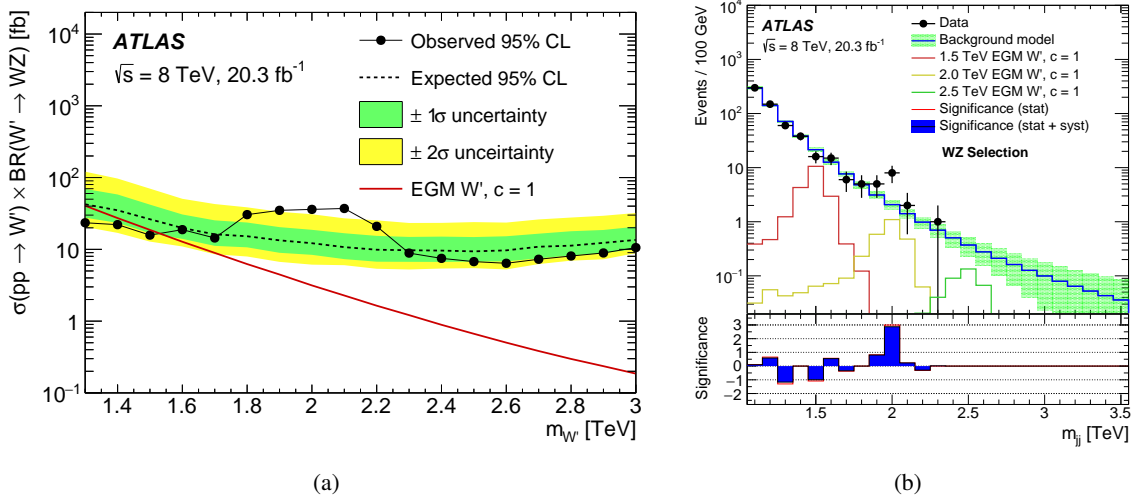 σ(pp → W') × BR(W' → WZ) [fb]
ATLAS
√s = 8 TeV, 20.3 fb⁻¹
Observed 95% CL
Expected 95% CL
± 1σ uncertainty
± 2σ unceirtainty
EGM W', c = 1
10⁴
10³
10²
10
1
10⁻¹
1.4 1.6 1.8 2 2.2 2.4 2.6 2.8 3
m_W' [TeV]
(a)
Events / 100 GeV
ATLAS
√s = 8 TeV, 20.3 fb⁻¹
Data
Background model
1.5 TeV EGM W', c = 1
2.0 TeV EGM W', c = 1
2.5 TeV EGM W', c = 1
Significance (stat)
Significance (stat + syst)
WZ Selection
10⁴
10³
10²
10
1
10⁻¹
Significance
3
2
1
0
−1
−2
1.5 2 2.5 3 3.5
m_jj [TeV]
(b)